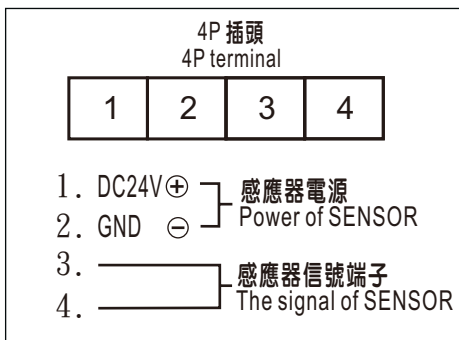 4P 插頭
4P terminal
1 2 3 4
1. DC24V⊕
感應器電源
2. GND ⊖
Power of SENSOR
3.
感應器信號端子
4.
The signal of SENSOR